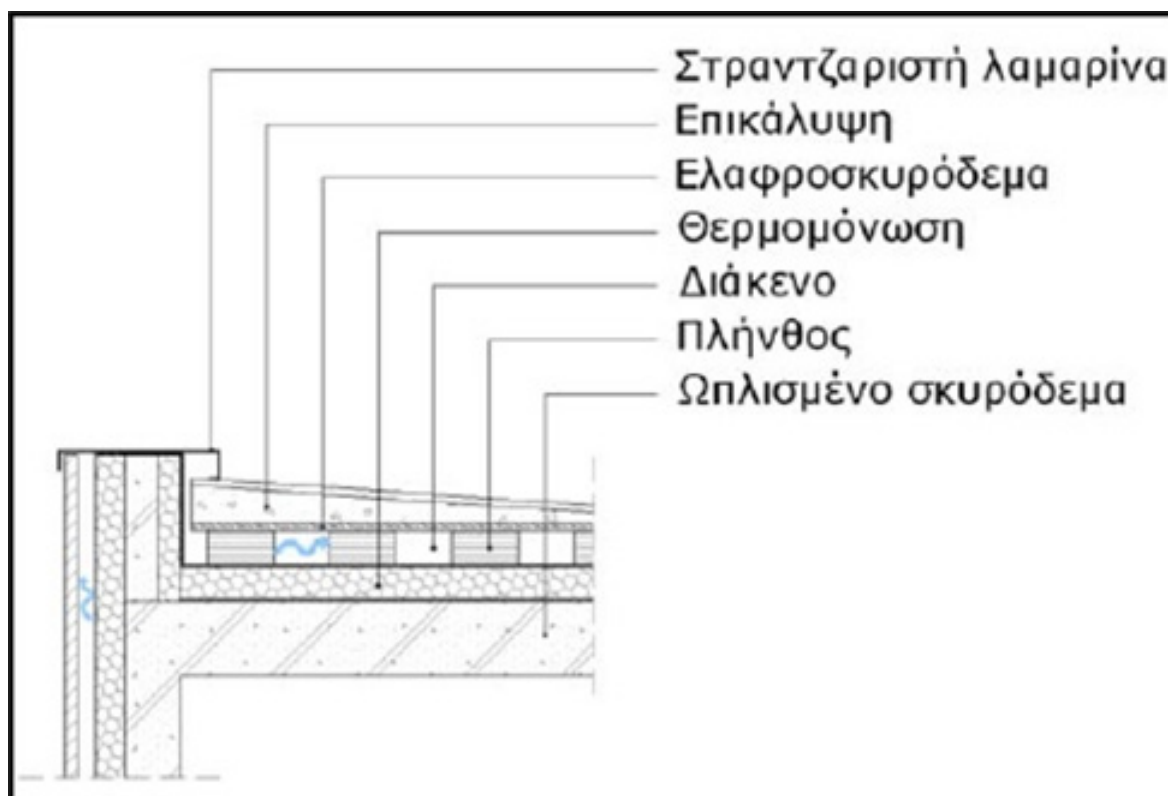 Στραντζαριστή λαμαρίνα
Επικάλυψη
Ελαφροσκυρόδεμα
Θερμομόνωση
Διάκενο
Πλήνθος
Ωπλισμένο σκυρόδεμα